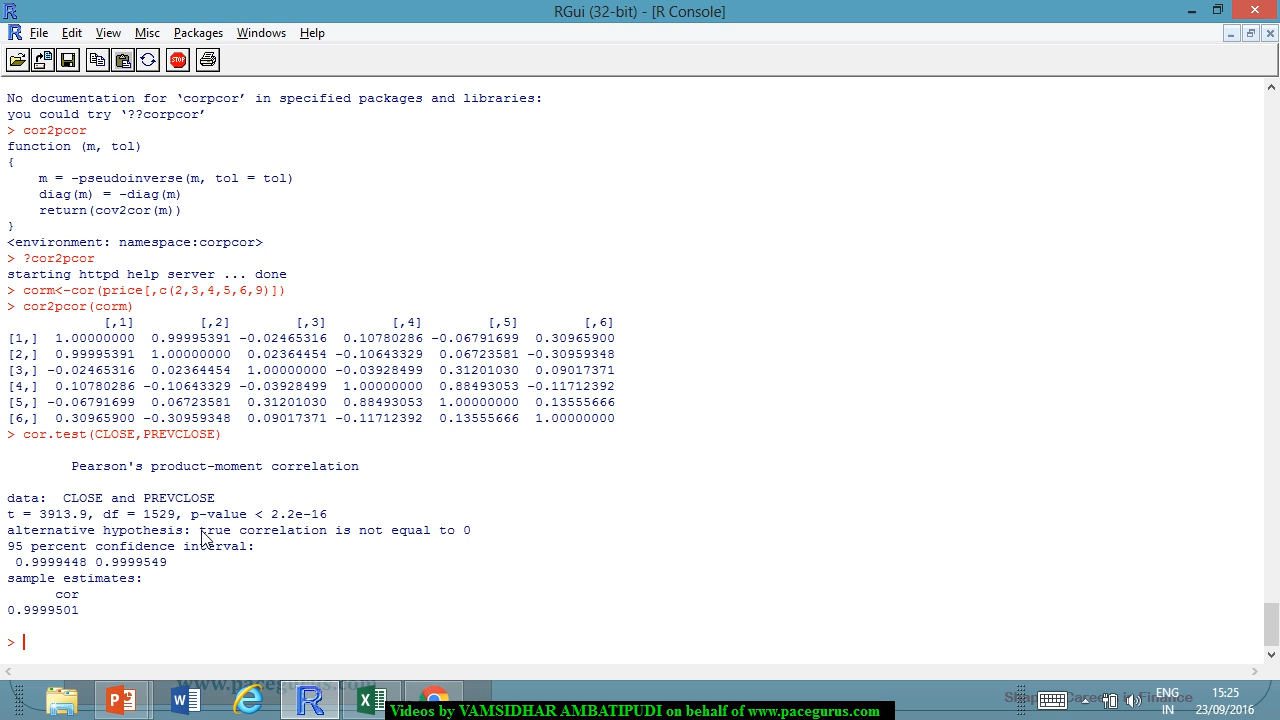 RGui (32-bit) - [R Console]
File Edit View Misc Packages Windows Help
STOP
No documentation for ‘corpcor’ in specified packages and libraries:
you could try ‘??corpcor’
> cor2pcor
function (m, tol)
{
    m = -pseudoinverse(m, tol = tol)
    diag(m) = -diag(m)
    return(cov2cor(m))
}
<environment: namespace:corpcor>
> ?cor2pcor
starting httpd help server ... done
> corm<-cor(price[,c(2,3,4,5,6,9)])
> cor2pcor(corm)
            [,1]        [,2]        [,3]        [,4]        [,5]        [,6]
[1,]  1.00000000  0.99995391 -0.02465316  0.10780286 -0.06791699  0.30965900
[2,]  0.99995391  1.00000000  0.02364454 -0.10643329  0.06723581 -0.30959348
[3,] -0.02465316  0.02364454  1.00000000 -0.03928499  0.31201030  0.09017371
[4,]  0.10780286 -0.10643329 -0.03928499  1.00000000  0.88493053 -0.11712392
[5,] -0.06791699  0.06723581  0.31201030  0.88493053  1.00000000  0.13555666
[6,]  0.30965900 -0.30959348  0.09017371 -0.11712392  0.13555666  1.00000000
> cor.test(CLOSE,PREVCLOSE)
        Pearson's product-moment correlation
data:  CLOSE and PREVCLOSE
t = 3913.9, df = 1529, p-value < 2.2e-16
alternative hypothesis: true correlation is not equal to 0
95 percent confidence interval:
 0.9999448 0.9999549
sample estimates:
      cor
0.9999501
>
www.pacegurus.com
ENG 15:25
IN 23/09/2016
Videos by VAMSIDHAR AMBATIPUDI on behalf of www.pacegurus.com